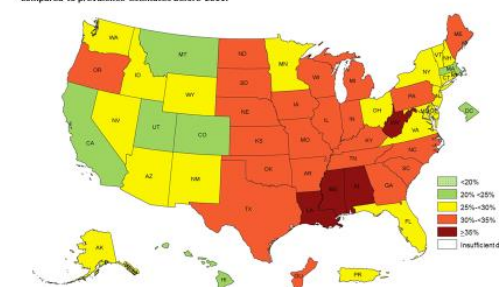 WA
MT
ND
MN
OR
ID
SD
WI
MI
NY
VT
NH
ME
MA
WY
IA
PA
NE
NV
UT
CO
IL
IN
OH
CA
KS
MO
KY
VA
DC
AZ
NM
OK
AR
TN
NC
SC
GA
AL
LA
TX
FL
AK
HI
PR
<20%
20% <25%
25%-<30%
30%-<35%
≥35%